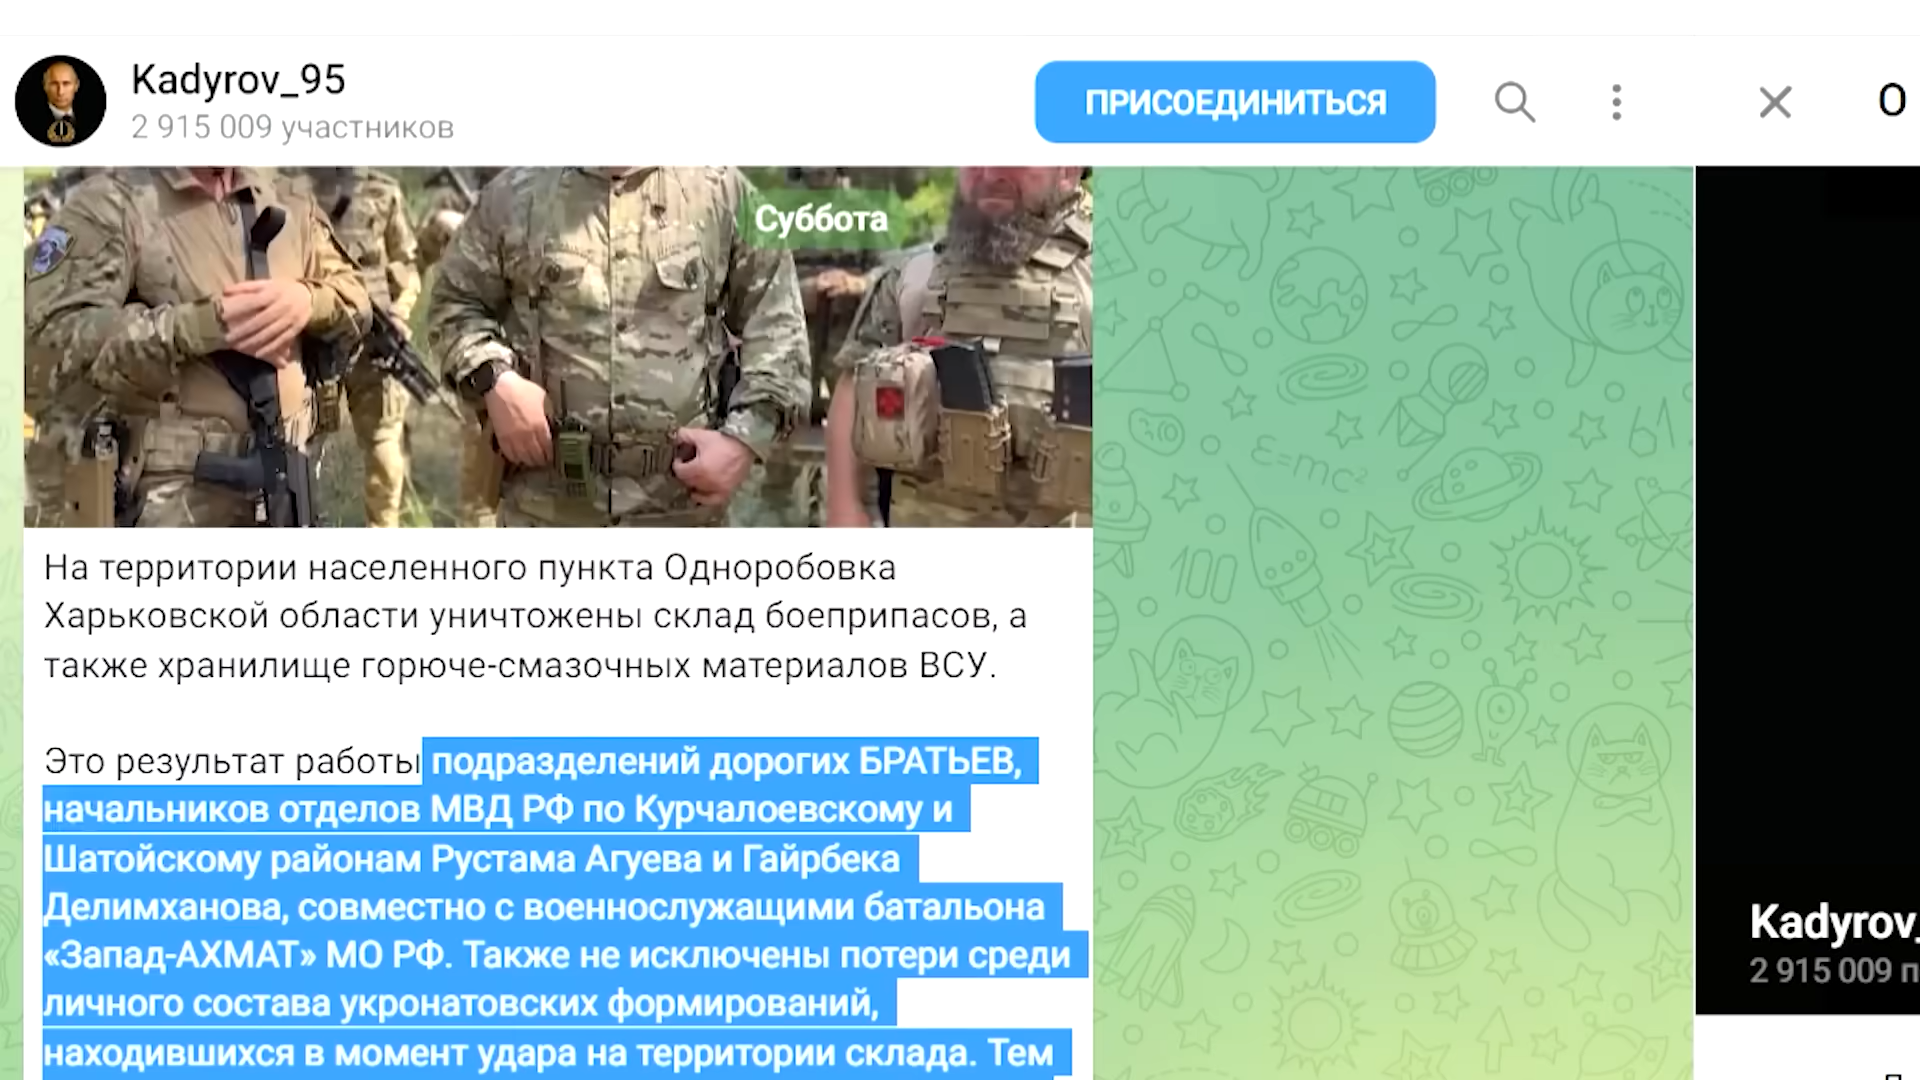 Kadyrov_95
2 915 009 участников
ПРИСОЕДИНИТЬСЯ
О
Суббота
На территории населенного пункта Одноробовка
Харьковской области уничтожены склад боеприпасов, а
также хранилище горюче-смазочных материалов ВСУ.
Это результат работы подразделений дорогих БРАТЬЕВ,
начальников отделов МВД РФ по Курчалоевскому и
Шатойскому районам Рустама Агуева и Гайрбека
Делимханова, совместно с военнослужащими батальона
«Запад-АХМАТ» МО РФ. Также не исключены потери среди
личного состава укронатовских формирований,
находившихся в момент удара на территории склада. Тем
Kadyrov_
2 915 009 п
ε=mc²